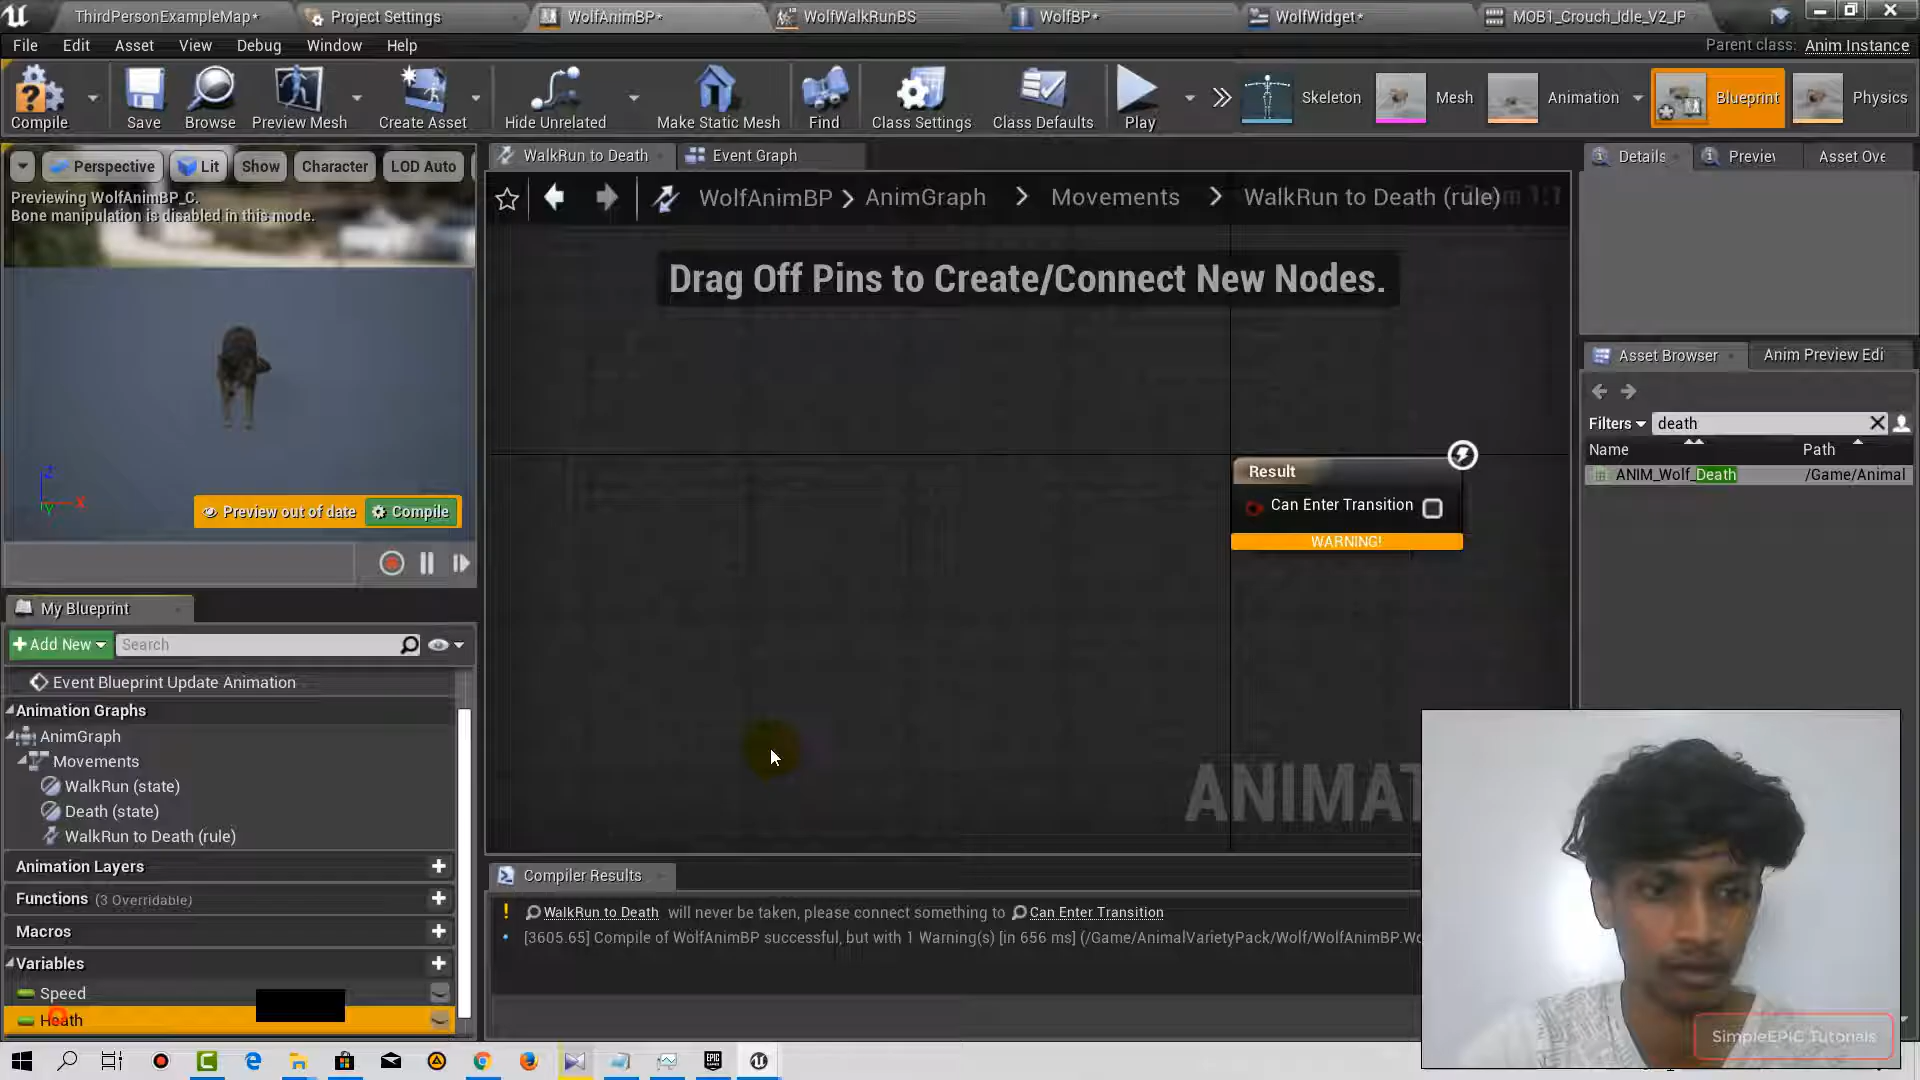 ThirdPersonExampleMap*
Project Settings
WolfAnimBP*
WolfWalkRunBS
WolfBP*
WolfWidget*
MOB1_Crouch_Idle_V2_IP
File Edit Asset View Debug Window Help
Parent class: Anim Instance
Compile
Save
Browse
Preview Mesh
Create Asset
Hide Unrelated
Make Static Mesh
Find
Class Settings
Class Defaults
Play
Skeleton
Mesh
Animation
Blueprint
Physics
Perspective
Lit
Show
Character
LOD Auto
WalkRun to Death
Event Graph
Details
Previe
Asset Ove
Previewing WolfAnimBP_C.
Bone manipulation is disabled in this mode.
WolfAnimBP > AnimGraph > Movements > WalkRun to Death (rule)
Drag Off Pins to Create/Connect New Nodes.
Asset Browser
Anim Preview Edi
Filters
death
Name
Path
ANIM_Wolf_Death
/Game/Animal
Result
Can Enter Transition
WARNING!
Z
X
Y
Preview out of date
Compile
My Blueprint
+Add New
Search
Event Blueprint Update Animation
Animation Graphs
AnimGraph
Movements
WalkRun (state)
Death (state)
WalkRun to Death (rule)
Animation Layers
Functions (3 Overridable)
Macros
Variables
Speed
ANIMAT
Compiler Results
WalkRun to Death will never be taken, please connect something to Can Enter Transition
[3605.65] Compile of WolfAnimBP successful, but with 1 Warning(s) [in 656 ms] (/Game/AnimalVarietyPack/Wolf/WolfAnimBP.Wo
SimpleEPIC Tutorials